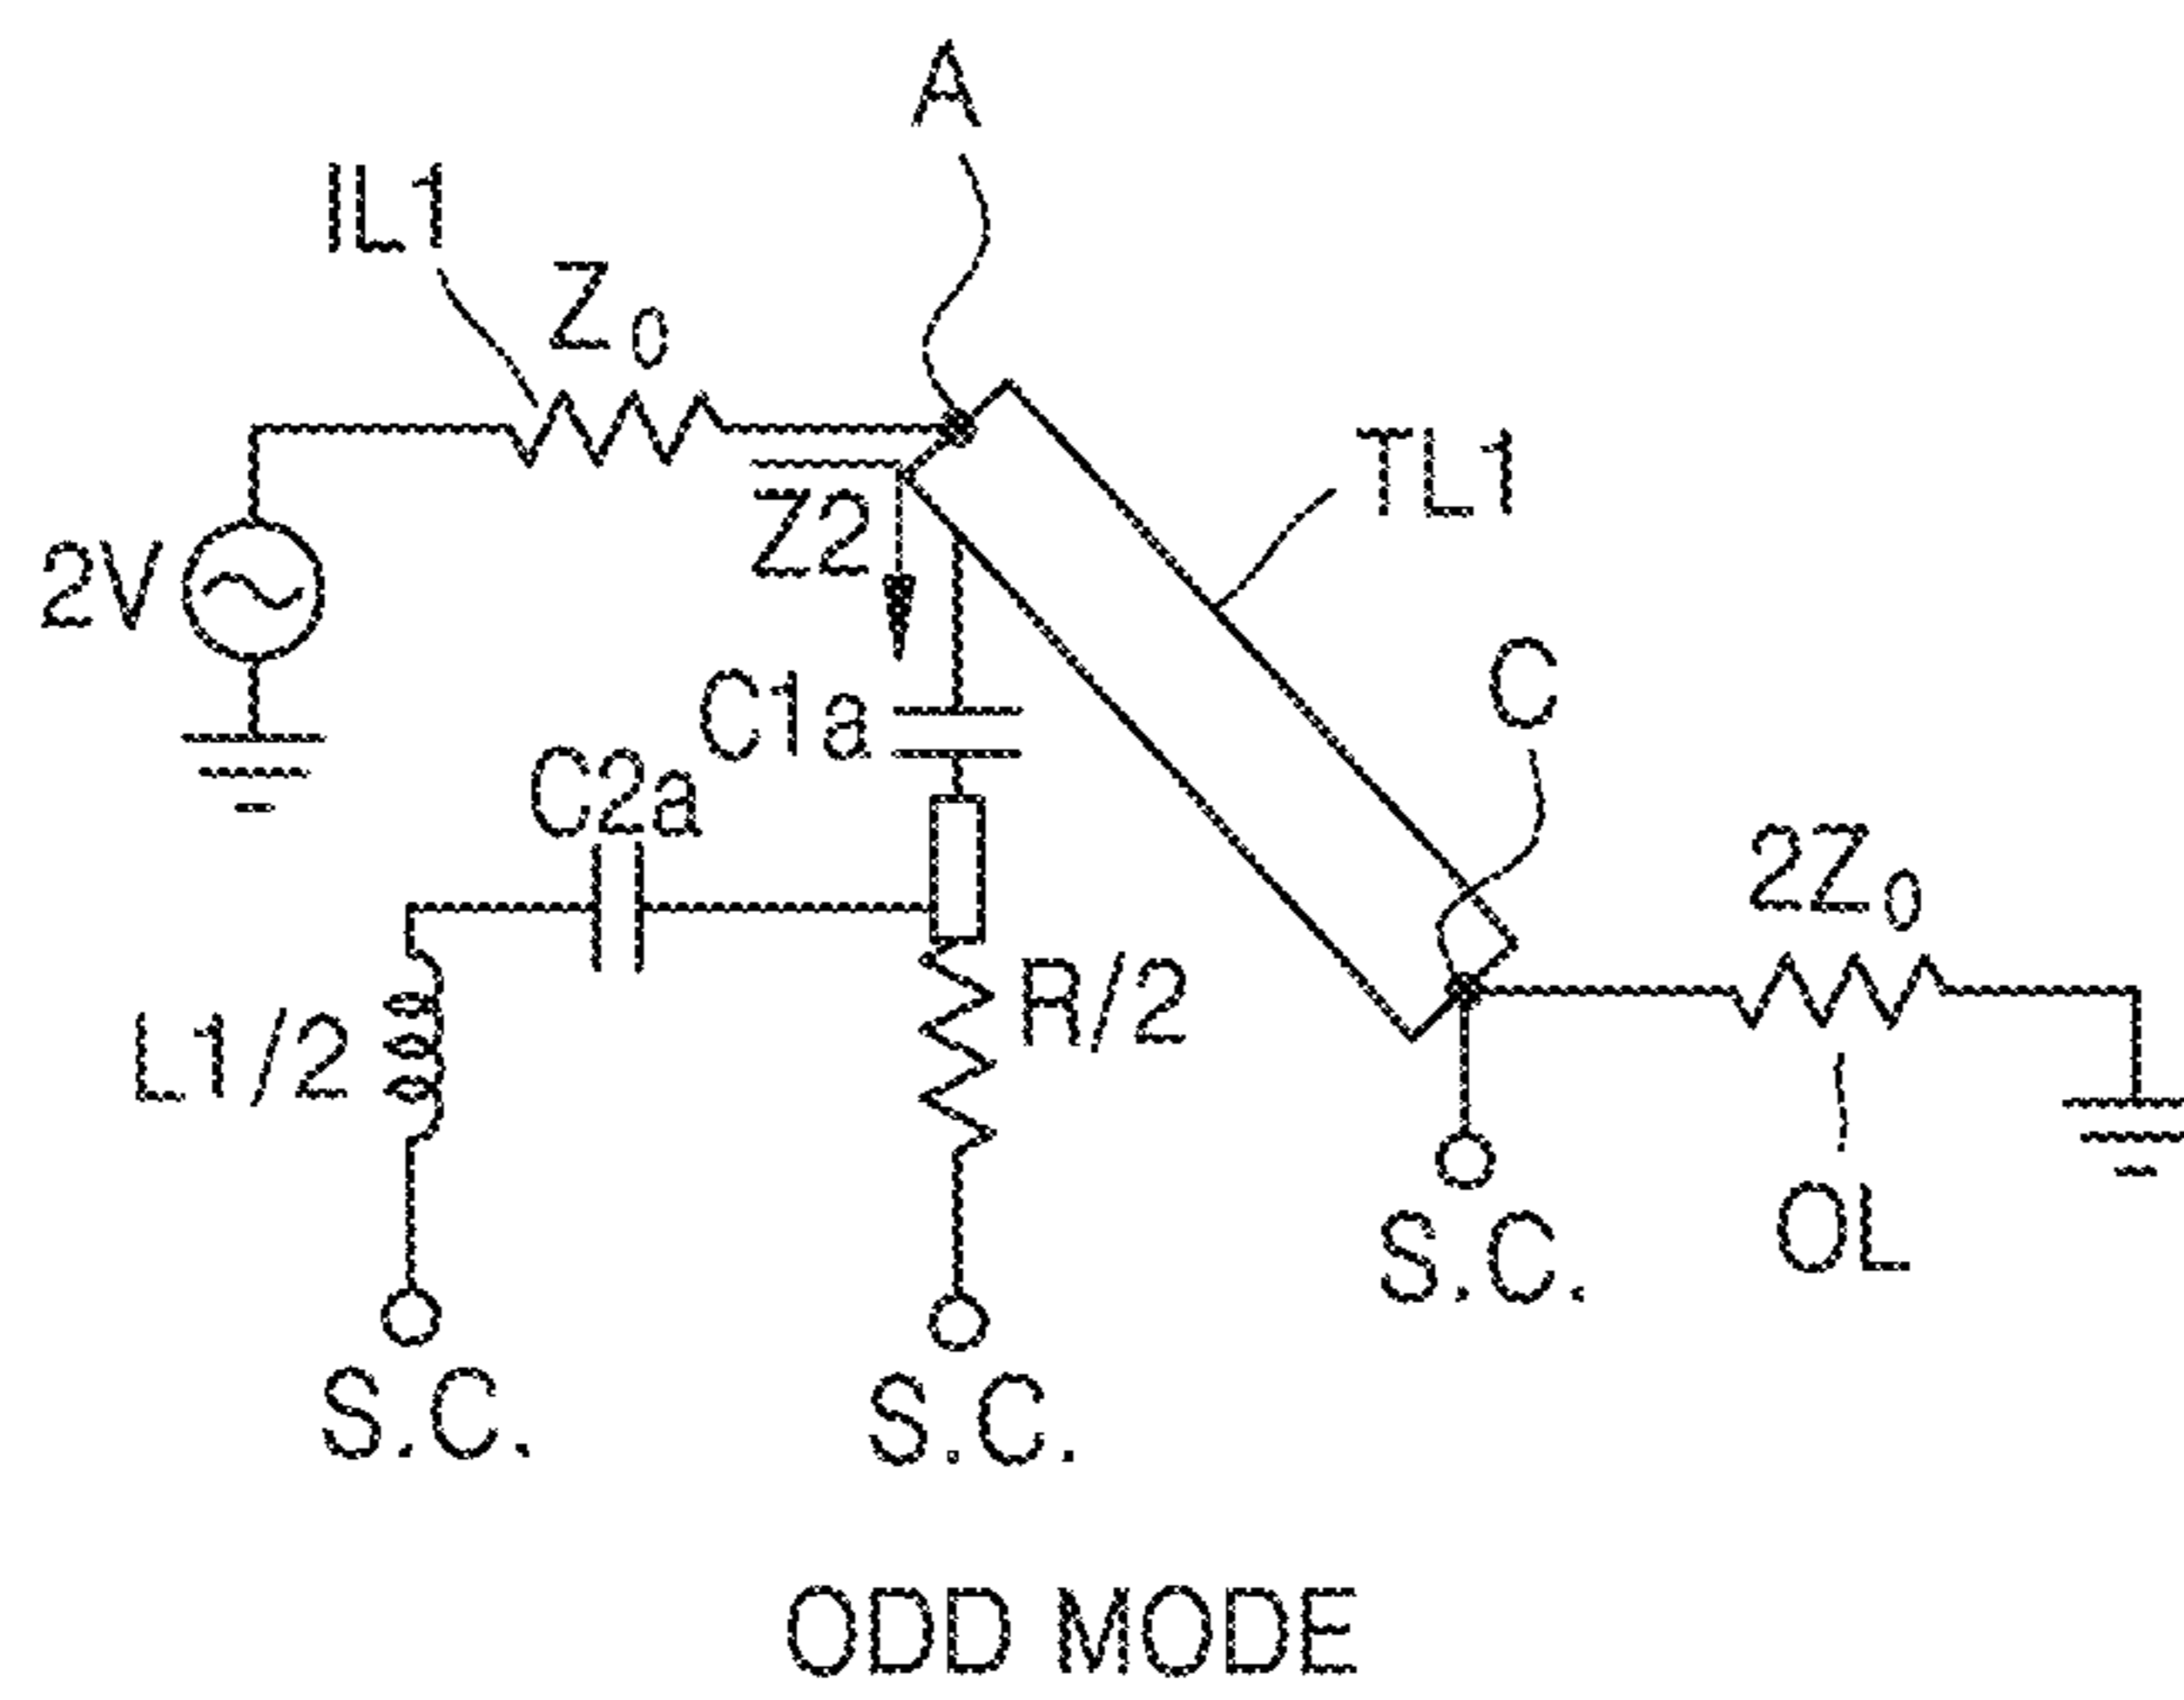 A
IL1
Z0
TL1
2V
Z2
C
C1a
C2a
2Z0
R/2
L1/2
S.C.
OL
S.C.
S.C.
ODD MODE